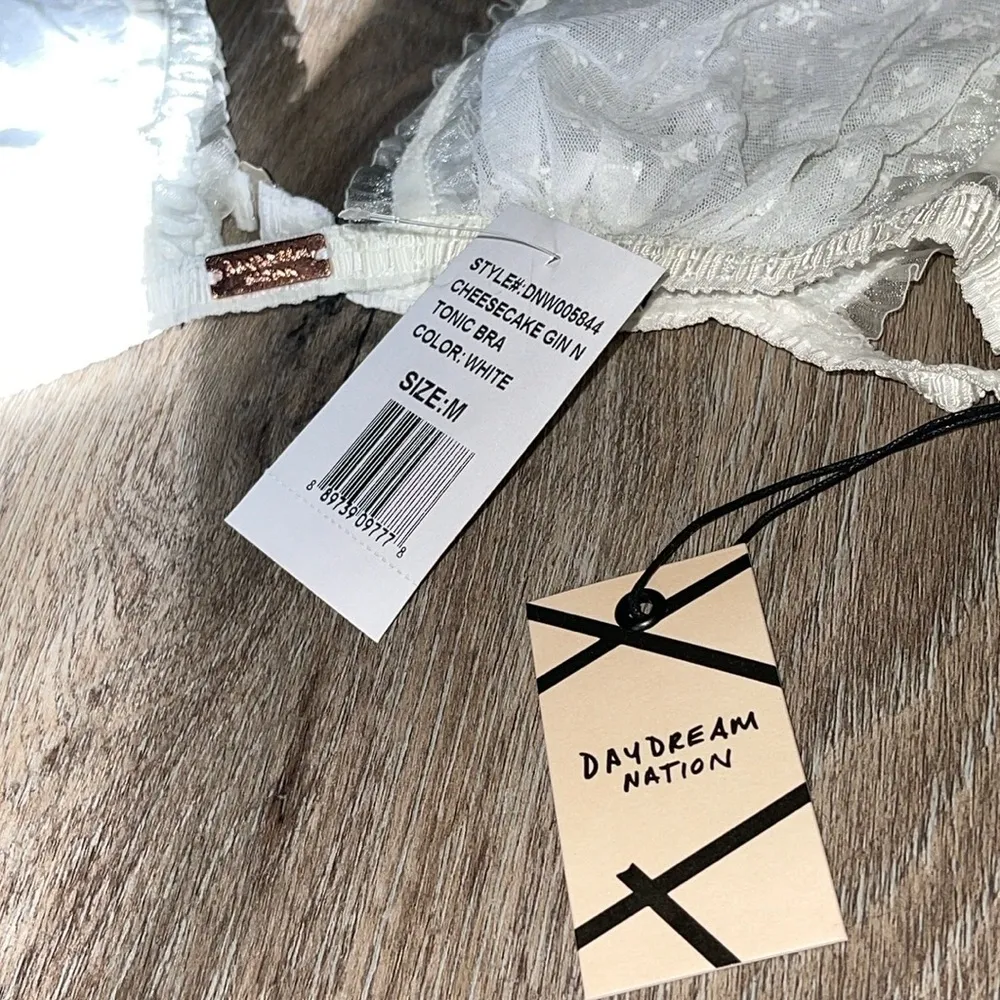 STYLE#:DNW005844
CHEESECAKE GIN N
TONIC BRA
COLOR: WHITE
SIZE:M
8 89739 09777 8
DAYDREAM
NATION